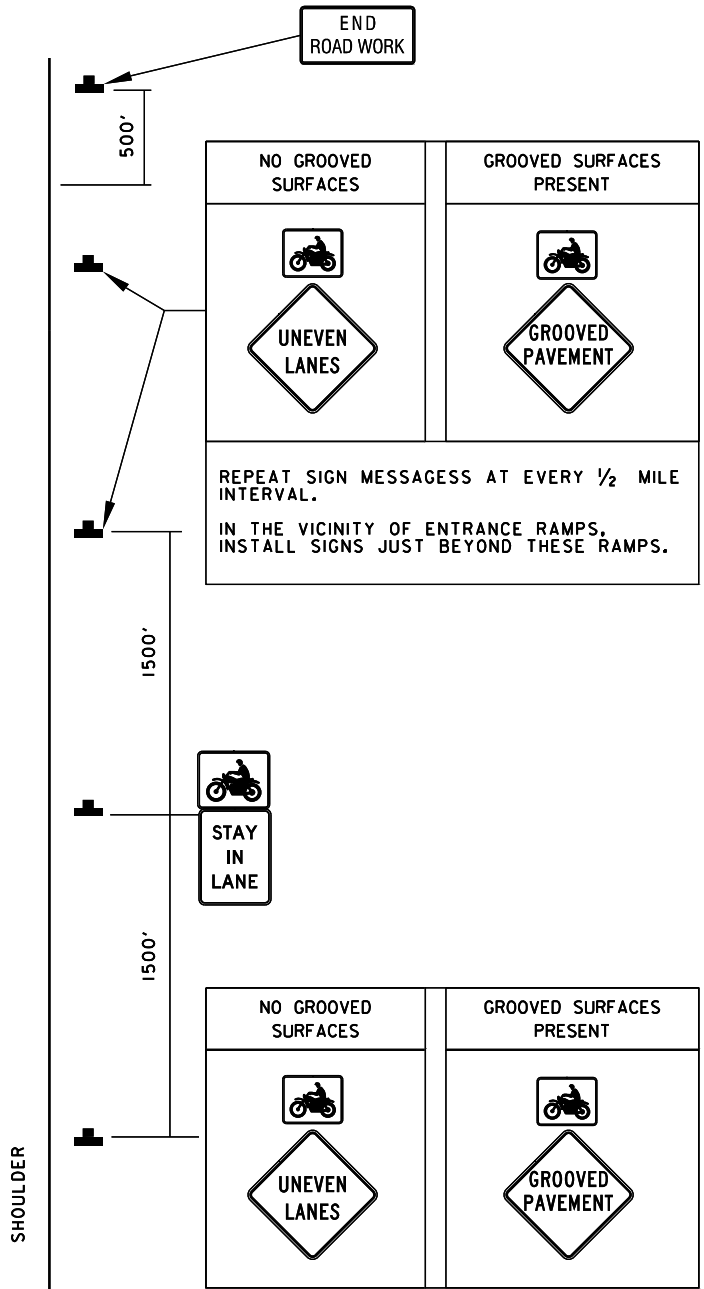 END
ROAD WORK
500'
NO GROOVED
SURFACES
GROOVED SURFACES
PRESENT
UNEVEN
LANES
GROOVED
PAVEMENT
REPEAT SIGN MESSAGESS AT EVERY 1/2 MILE
INTERVAL.
IN THE VICINITY OF ENTRANCE RAMPS,
INSTALL SIGNS JUST BEYOND THESE RAMPS.
1500'
STAY
IN
LANE
1500'
NO GROOVED
SURFACES
GROOVED SURFACES
PRESENT
UNEVEN
LANES
GROOVED
PAVEMENT
SHOULDER